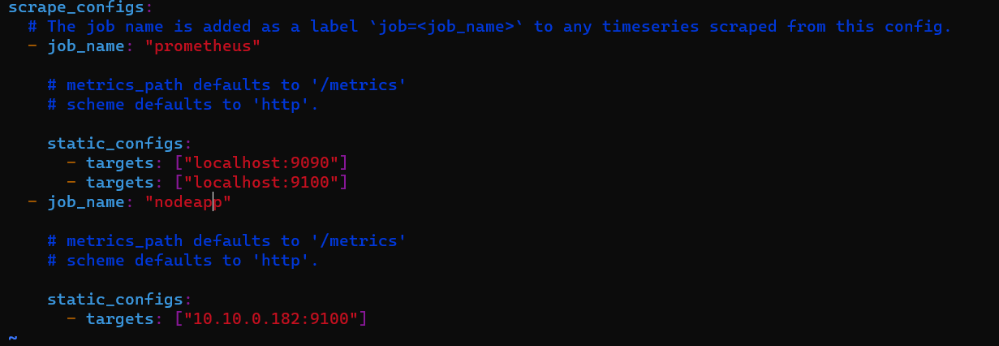 scrape_configs:
  # The job name is added as a label `job=<job_name>` to any timeseries scraped from this config.
  - job_name: "prometheus"

    # metrics_path defaults to '/metrics'
    # scheme defaults to 'http'.

    static_configs:
      - targets: ["localhost:9090"]
      - targets: ["localhost:9100"]
  - job_name: "nodeapp"

    # metrics_path defaults to '/metrics'
    # scheme defaults to 'http'.

    static_configs:
      - targets: ["10.10.0.182:9100"]
~